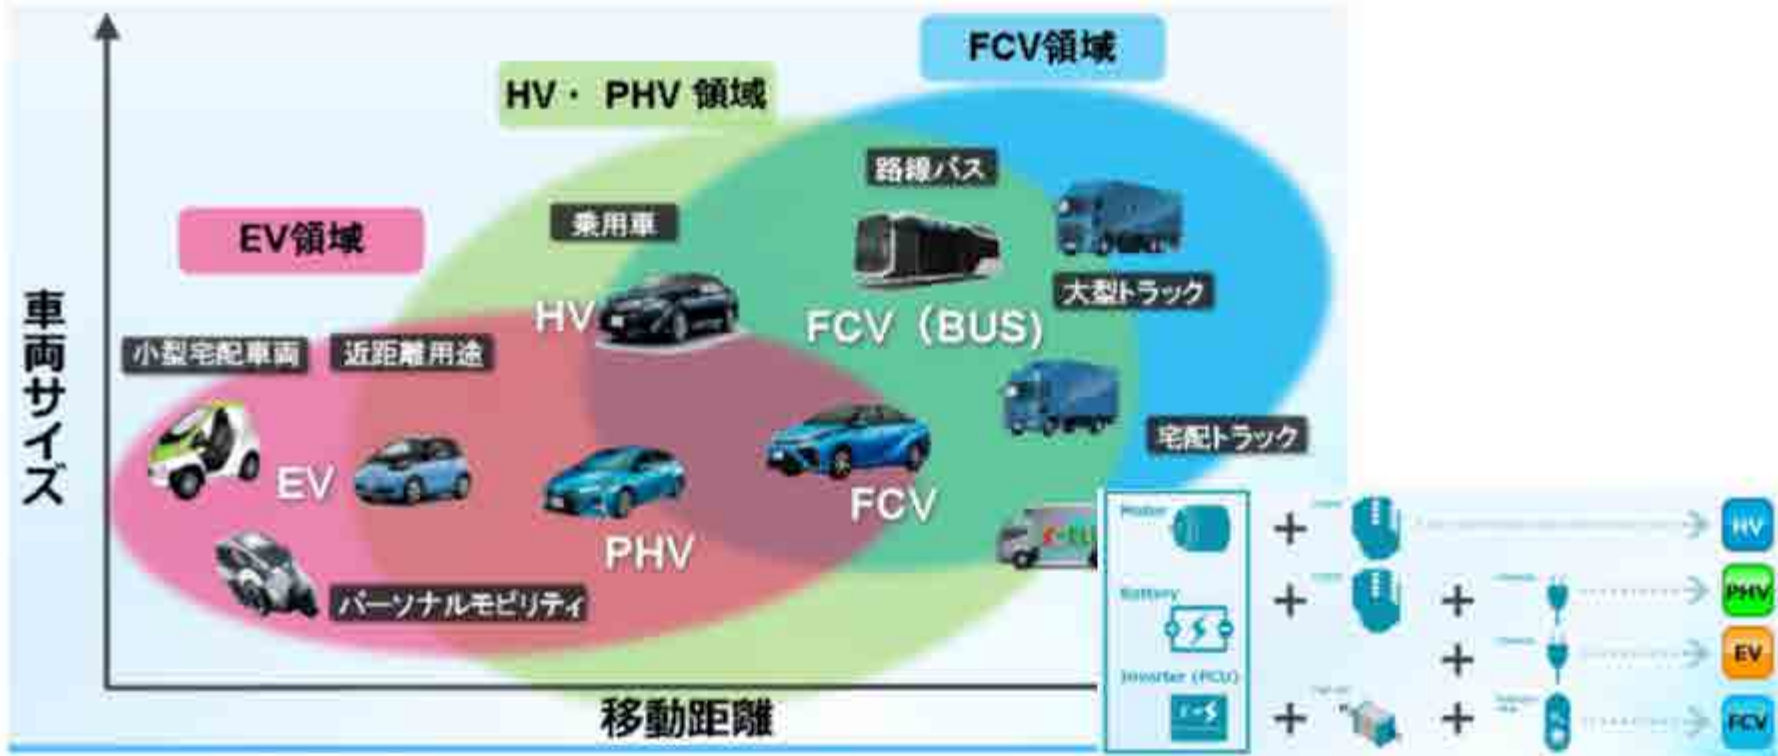 FCV領域
HV・ PHV 領域
EV領域
路線バス
乗用車
大型トラック
HV
FCV（BUS）
小型宅配車両
近距離用途
宅配トラック
EV
FCV
PHV
パーソナルモビリティ
車両サイズ
移動距離
Motor
HV
Battery
PHV
EV
Inverter (PCU)
FCV